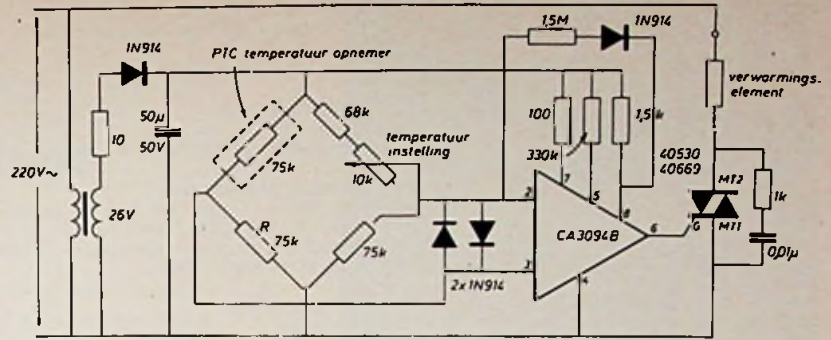 1N914
PTC temperatuur opnemer
50µ
50V
10
220V~
26V
75k
68k
temperatuur
instelling
10k
R
75k
75k
2x 1N914
1,5M
1N914
100
330k
1,5k
7
5
8
2
3
4
6
CA3094B
verwarmings-
element
40530
40669
MT2
G
MT1
1k
0,01µ